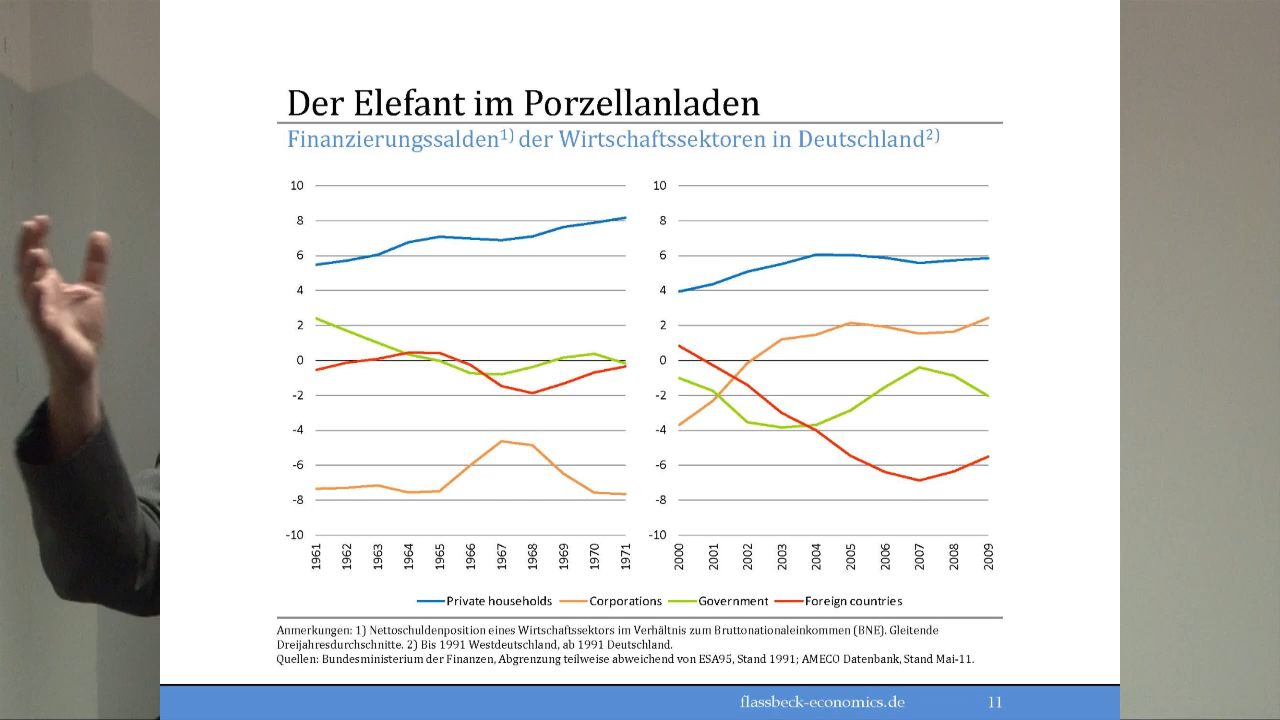 Der Elefant im Porzellanladen
Finanzierungssalden1) der Wirtschaftssektoren in Deutschland2)
10
8
6
4
2
0
-2
-4
-6
-8
-10
1961 1962 1963 1964 1965 1966 1967 1968 1969 1970 1971
10
8
6
4
2
0
-2
-4
-6
-8
-10
2000 2001 2002 2003 2004 2005 2006 2007 2008 2009
Private households Corporations Government Foreign countries
Anmerkungen: 1) Nettoschuldenposition eines Wirtschaftssektors im Verhältnis zum Bruttonationaleinkommen (BNE). Gleitende
Dreijahresdurchschnitte. 2) Bis 1991 Westdeutschland, ab 1991 Deutschland.
Quellen: Bundesministerium der Finanzen, Abgrenzung teilweise abweichend von ESA95, Stand 1991; AMECO Datenbank, Stand Mai-11.
flassbeck-economics.de 11